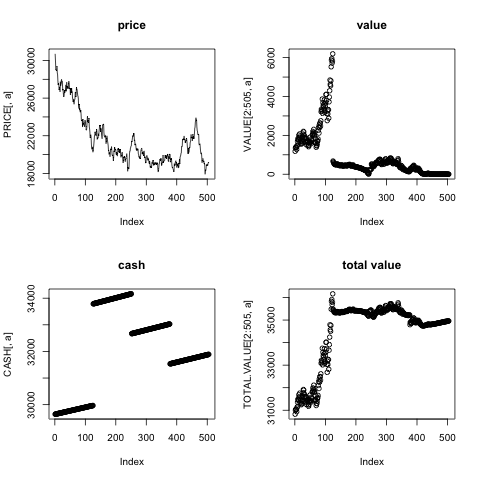 price
PRICE[, a]
18000 22000 26000 30000
0 100 200 300 400 500
Index
value
VALUE[2:505, a]
0 2000 4000 6000
0 100 200 300 400 500
Index
cash
CASH[, a]
30000 32000 34000
0 100 200 300 400 500
Index
total value
TOTAL.VALUE[2:505, a]
31000 33000 35000
0 100 200 300 400 500
Index